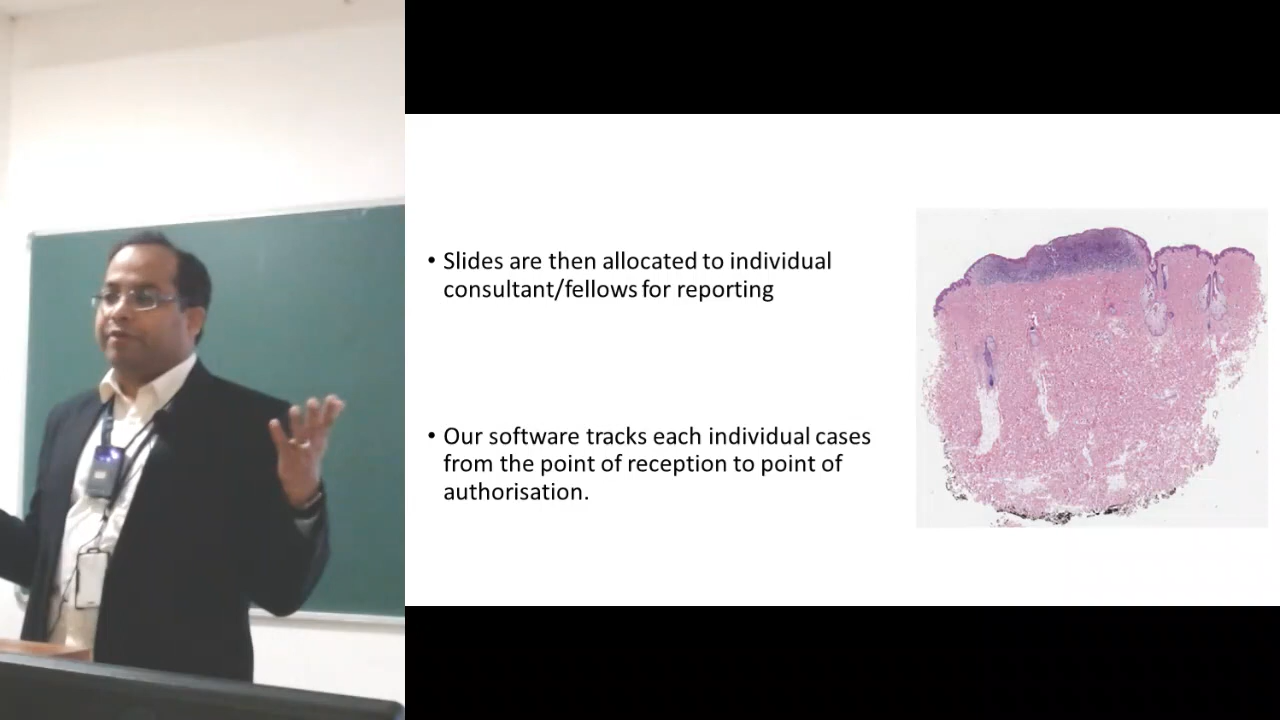 • Slides are then allocated to individual
consultant/fellows for reporting
• Our software tracks each individual cases
from the point of reception to point of
authorisation.